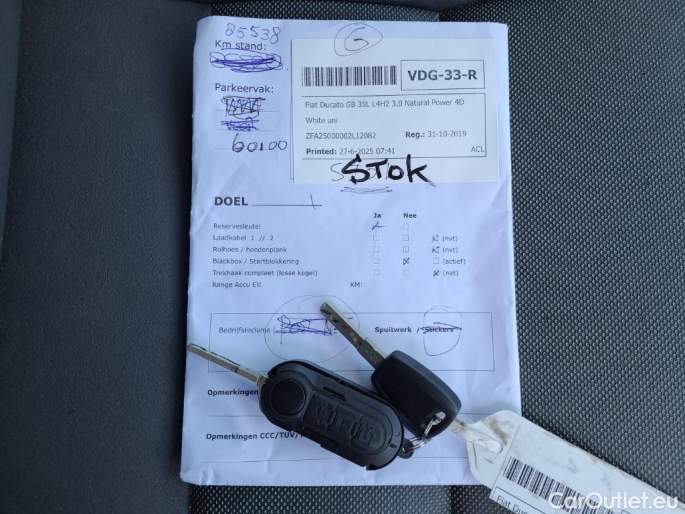 85538
Km stand:
Parkeervak:
60100
G
VDG-33-R
Fiat Ducato GB 35L L4H2 3.0 Natural Power 4D
White uni
ZFA25000002L12082 Reg.: 31-10-2019
Printed: 27-6-2025 07:41 ACL
STOK
DOEL
Ja Nee
Reservesleutel
Laadkabel 1 // 2 (nvt)
Rolhoes / hoedenplank (nvt)
Blackbox / Startblokkering (actief)
Trekhaak compleet (losse kogel) (nvt)
Range Accu EV. KM:
Bedrijfsreclame Spuitwerk / Stickers
Opmerkingen
Opmerkingen CCC/TUV/
Fiat Duc
CarOutlet.eu